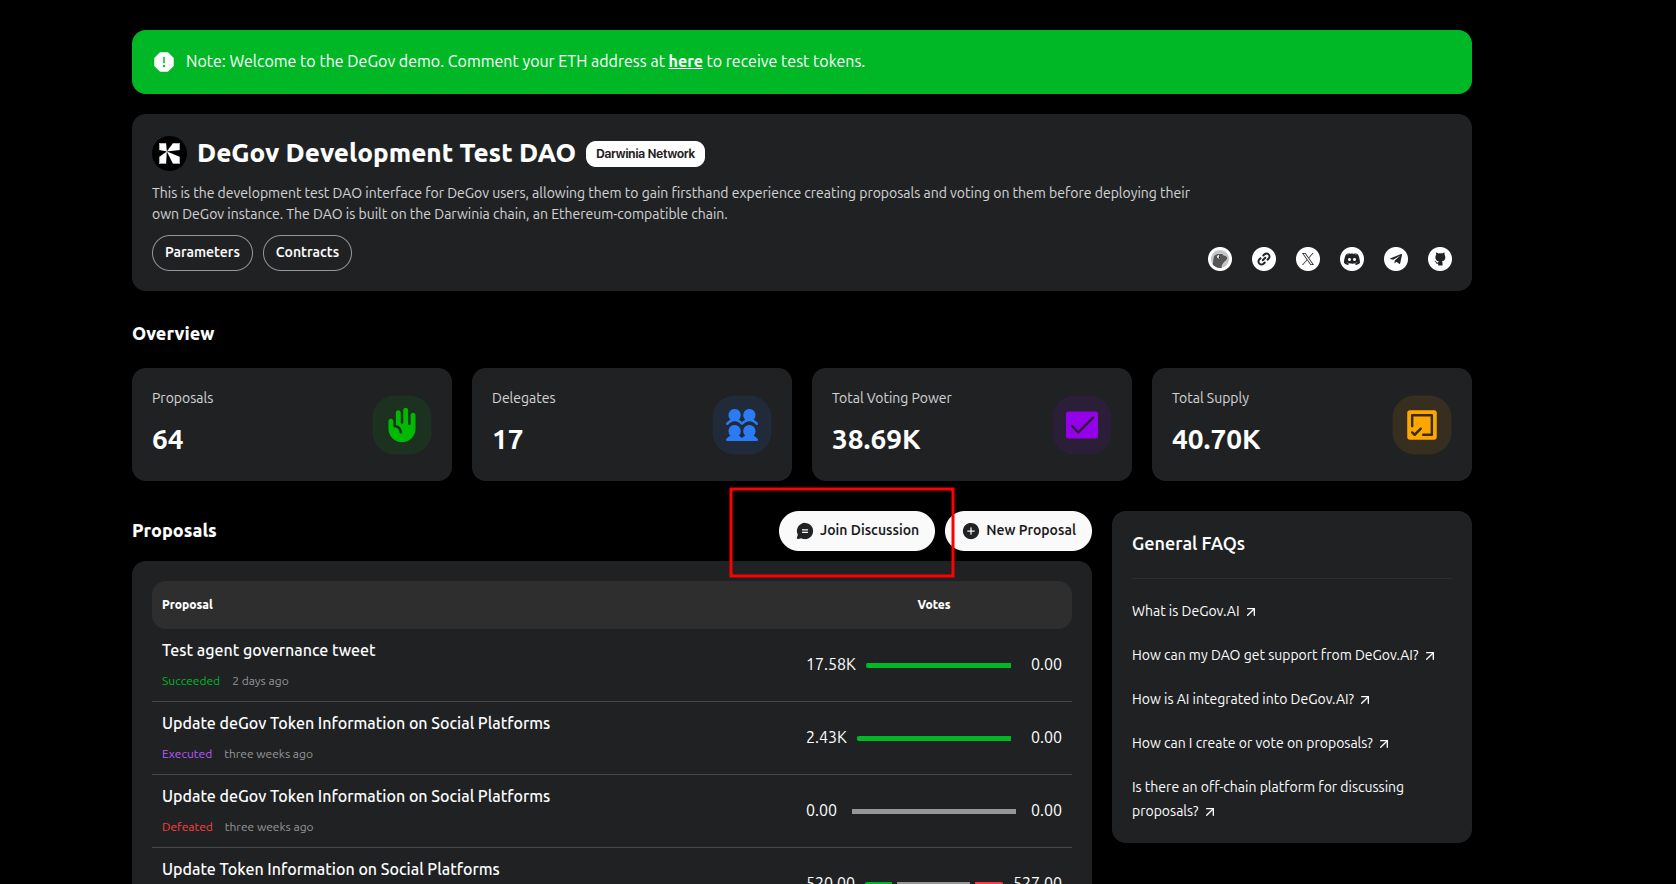 Note: Welcome to the DeGov demo. Comment your ETH address at here to receive test tokens.
DeGov Development Test DAO Darwinia Network
This is the development test DAO interface for DeGov users, allowing them to gain firsthand experience creating proposals and voting on them before deploying their
own DeGov instance. The DAO is built on the Darwinia chain, an Ethereum-compatible chain.
Parameters Contracts
Overview
Proposals
64
Delegates
17
Total Voting Power
38.69K
Total Supply
40.70K
Proposals
Join Discussion
New Proposal
Proposal Votes
Test agent governance tweet
Succeeded 2 days ago
17.58K 0.00
Update deGov Token Information on Social Platforms
Executed three weeks ago
2.43K 0.00
Update deGov Token Information on Social Platforms
Defeated three weeks ago
0.00 0.00
Update Token Information on Social Platforms
520.00 527.00
General FAQs
What is DeGov.AI
How can my DAO get support from DeGov.AI?
How is AI integrated into DeGov.AI?
How can I create or vote on proposals?
Is there an off-chain platform for discussing
proposals?